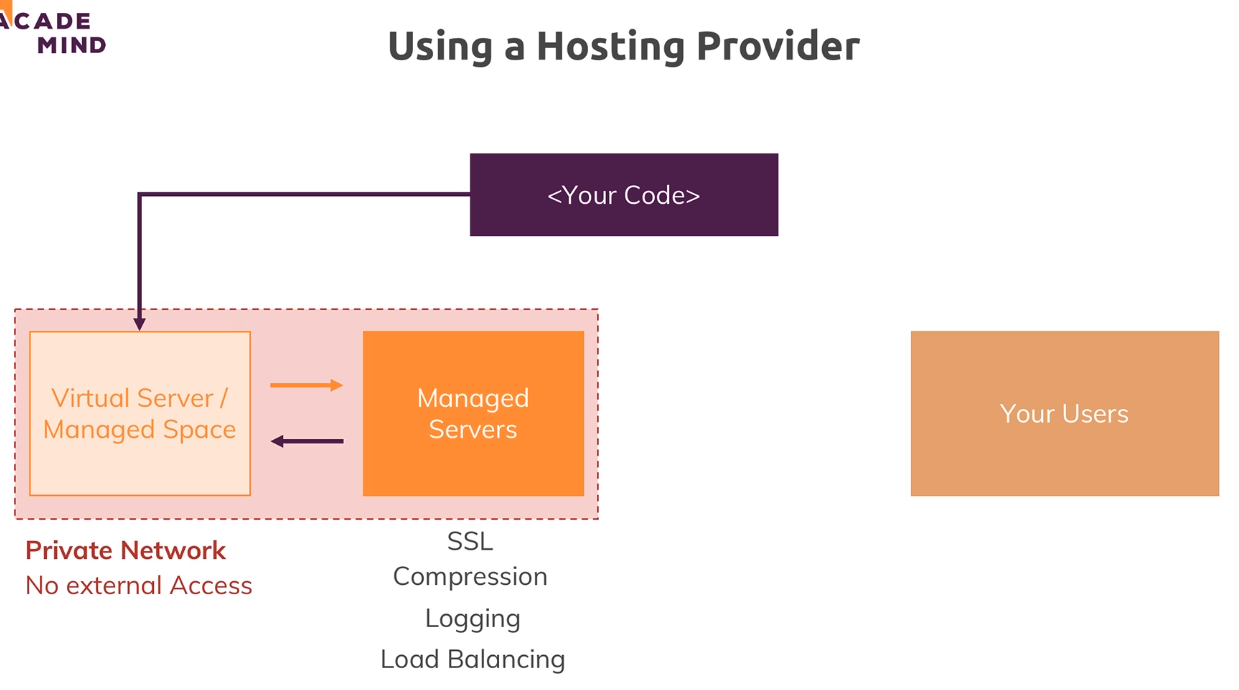 ACADE
MIND
Using a Hosting Provider
<Your Code>
Virtual Server /
Managed Space
Managed
Servers
Your Users
Private Network
No external Access
SSL
Compression
Logging
Load Balancing